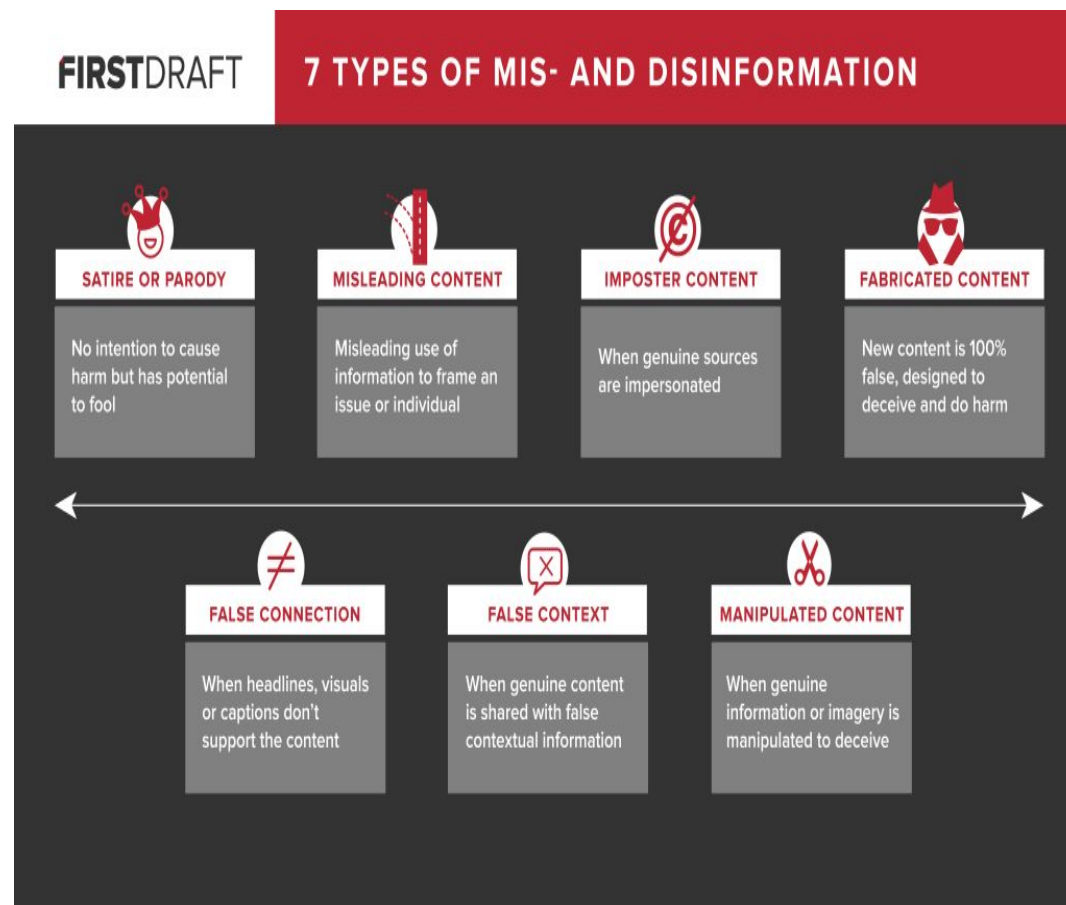 FIRSTDRAFT
7 TYPES OF MIS- AND DISINFORMATION
SATIRE OR PARODY
No intention to cause
harm but has potential
to fool
MISLEADING CONTENT
Misleading use of
information to frame an
issue or individual
IMPOSTER CONTENT
When genuine sources
are impersonated
FABRICATED CONTENT
New content is 100%
false, designed to
deceive and do harm
FALSE CONNECTION
When headlines, visuals
or captions don’t
support the content
FALSE CONTEXT
When genuine content
is shared with false
contextual information
MANIPULATED CONTENT
When genuine
information or imagery is
manipulated to deceive